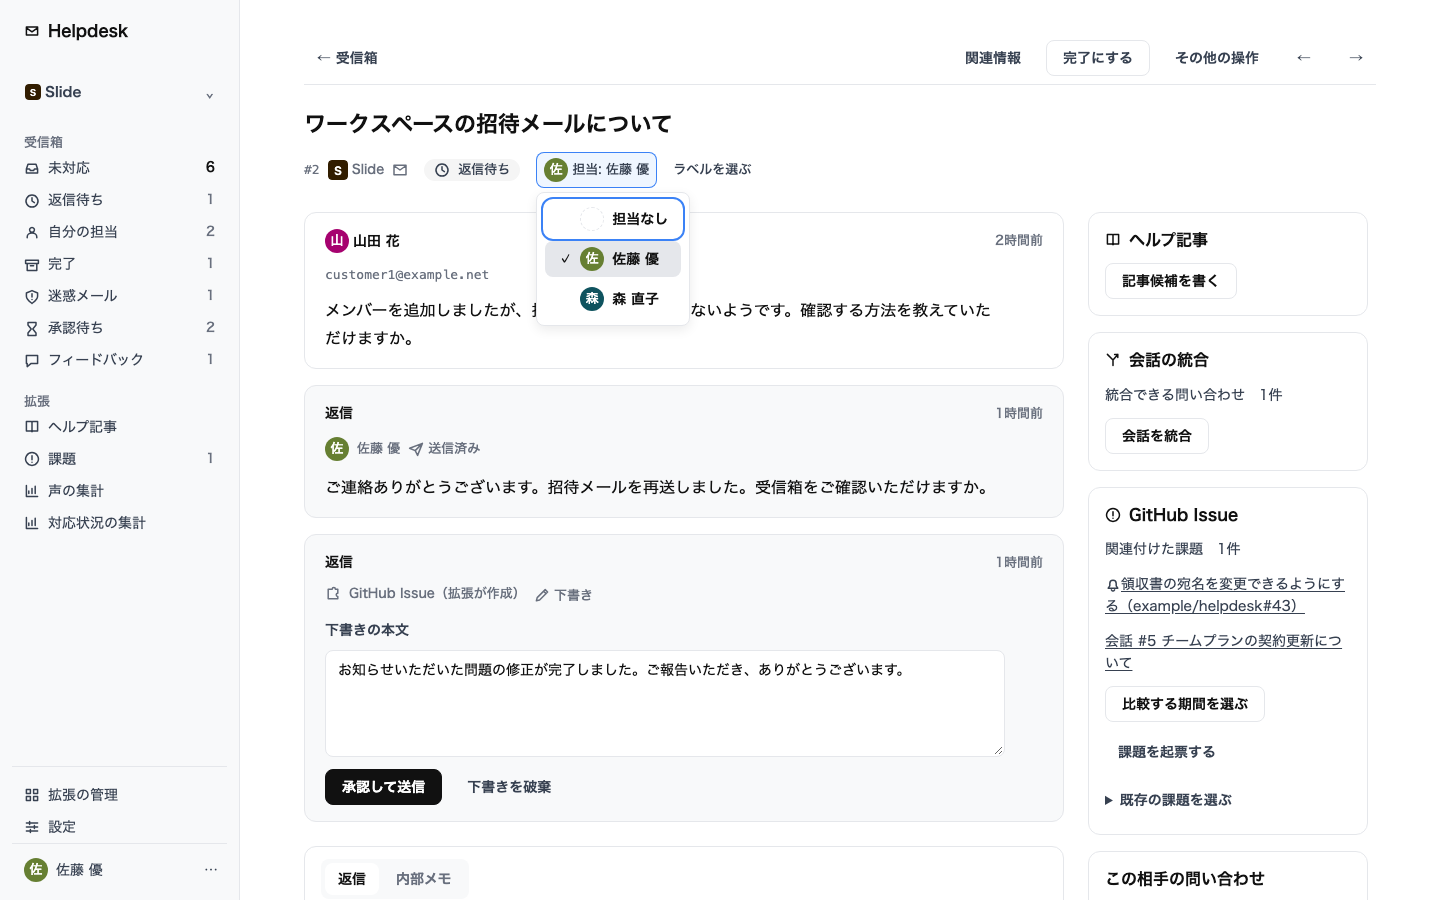 Helpdesk
S Slide
受信箱
未対応 6
返信待ち 1
自分の担当 2
完了 1
迷惑メール 1
承認待ち 2
フィードバック 1
拡張
ヘルプ記事
課題 1
声の集計
対応状況の集計
拡張の管理
設定
佐 佐藤 優 …
← 受信箱
関連情報 完了にする その他の操作 ← →
ワークスペースの招待メールについて
#2 S Slide 返信待ち 佐 担当: 佐藤 優 ラベルを選ぶ
担当なし
✓ 佐 佐藤 優
森 森 直子
山 山田 花 2時間前
customer1@example.net
メンバーを追加しましたが、
ないようです。確認する方法を教えていた
だけますか。
返信 1時間前
佐 佐藤 優 送信済み
ご連絡ありがとうございます。招待メールを再送しました。受信箱をご確認いただけますか。
返信 1時間前
GitHub Issue（拡張が作成） 下書き
下書きの本文
お知らせいただいた問題の修正が完了しました。ご報告いただき、ありがとうございます。
承認して送信 下書きを破棄
返信 内部メモ
ヘルプ記事
記事候補を書く
会話の統合
統合できる問い合わせ 1件
会話を統合
GitHub Issue
関連付けた課題 1件
領収書の宛名を変更できるようにす
る（example/helpdesk#43）
会話 #5 チームプランの契約更新につ
いて
比較する期間を選ぶ
課題を起票する
▶ 既存の課題を選ぶ
この相手の問い合わせ